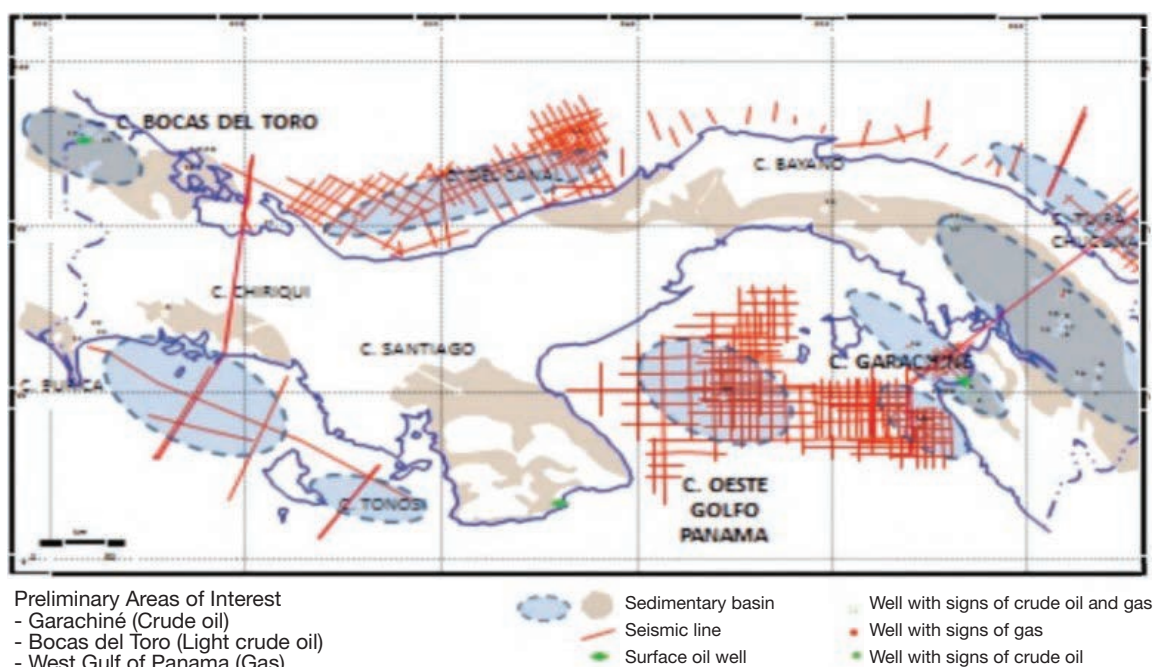 C. BOCAS DEL TORO
C. DEL CANAL
C. BAYANO
C. TUIRA
CHUCUNA
C. CHIRIQUI
C. SANTIAGO
C. GARACHINÉ
C. BURICA
C. TONOSI
C. OESTE
GOLFO
PANAMA
Preliminary Areas of Interest
- Garachiné (Crude oil)
- Bocas del Toro (Light crude oil)
- West Gulf of Panama (Gas)
Sedimentary basin
Seismic line
Surface oil well
Well with signs of crude oil and gas
Well with signs of gas
Well with signs of crude oil